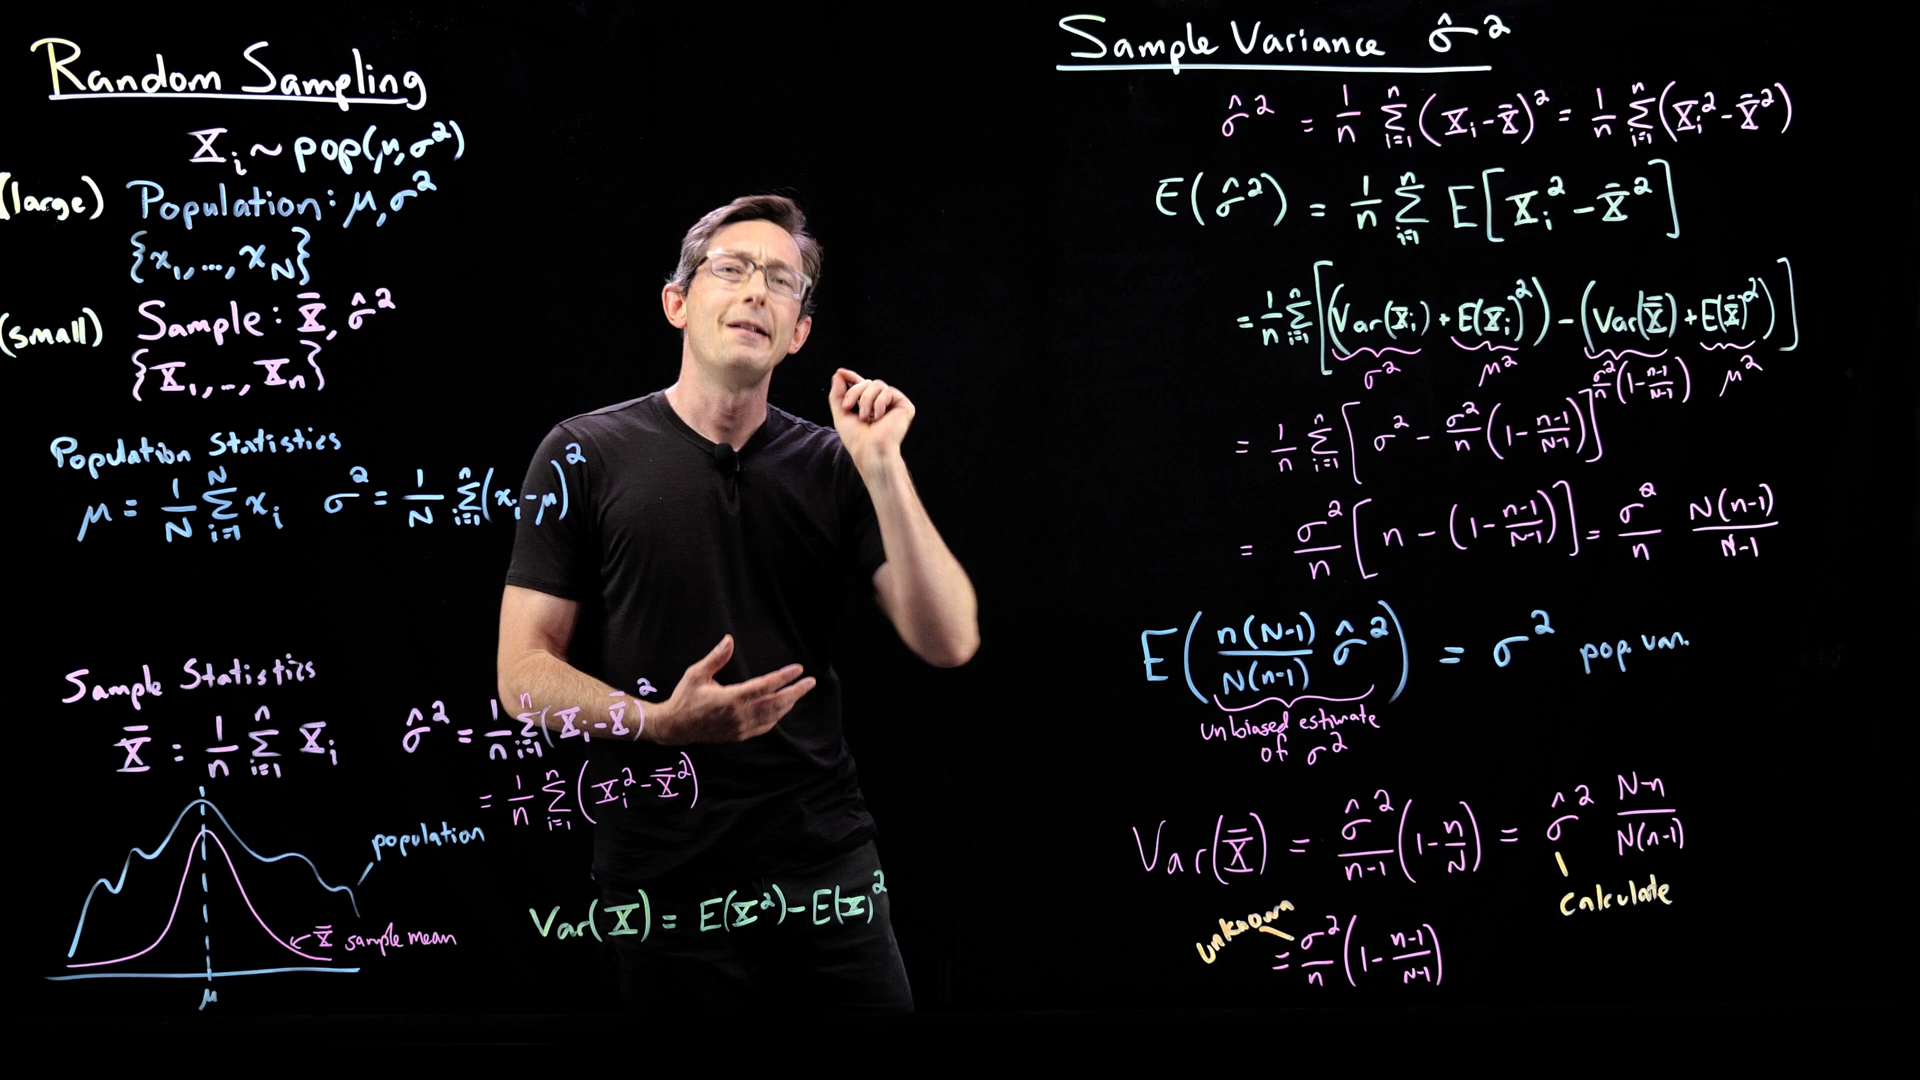 Random Sampling
X_i ~ pop(μ, σ²)
(large) Population: μ, σ²
{x_1, ..., x_N}
(small) Sample: X̄, σ̂²
{X_1, .., X_n}
Population Statistics
μ = 1/N Σ_{i=1}^{N} x_i   σ² = 1/N Σ_{i=1}^{n} (x_i - μ)²
Sample Statistics
X̄ = 1/n Σ_{i=1}^{n} X_i   σ̂² = 1/n Σ_{i=1}^{n} (X_i - X̄)²
= 1/n Σ_{i=1}^{n} (X_i² - X̄²)
population
X̄ sample mean
μ
Var(X) = E(X²) - E(X)²
Sample Variance σ̂²
σ̂² = 1/n Σ_{i=1}^{n} (X_i - X̄)² = 1/n Σ_{i=1}^{n} (X_i² - X̄²)
E(σ̂²) = 1/n Σ_{i=1}^{n} E[X_i² - X̄²]
= 1/n Σ_{i=1}^{n} [(Var(X_i) + E(X_i)²) - (Var(X̄) + E(X̄)²)]
σ²   μ²   σ²/n (1 - (n-1)/(N-1))   μ²
= 1/n Σ_{i=1}^{n} [σ² - σ²/n (1 - (n-1)/(N-1))]
= σ²/n [n - (1 - (n-1)/(N-1))] = σ²/n N(n-1)/(N-1)
E(n(N-1)/N(n-1) σ̂²) = σ² pop. var.
unbiased estimate
of σ²
Var(X̄) = σ̂²/(n-1) (1 - n/N) = σ̂² (N-n)/N(n-1)
Calculate
unknown
= σ²/n (1 - (n-1)/(N-1))